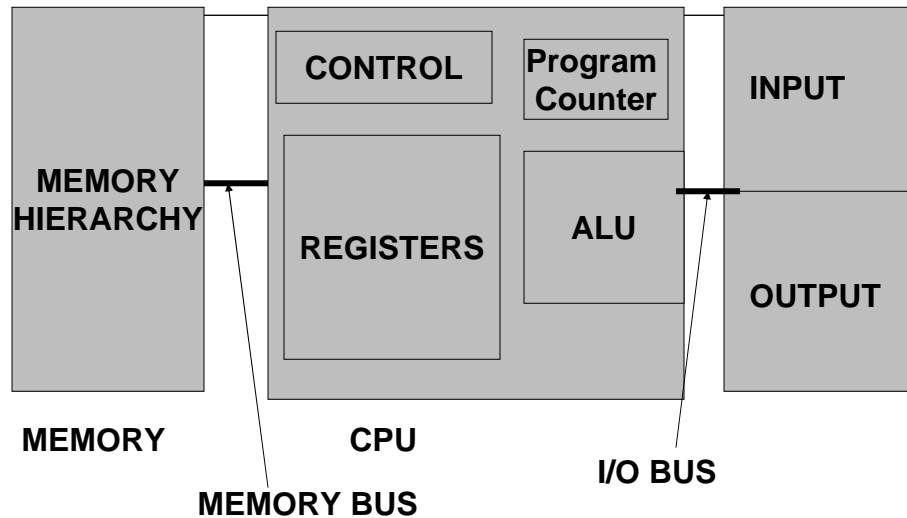 MEMORY
HIERARCHY
CONTROL
Program
Counter
REGISTERS
ALU
INPUT
OUTPUT
MEMORY
CPU
I/O BUS
MEMORY BUS